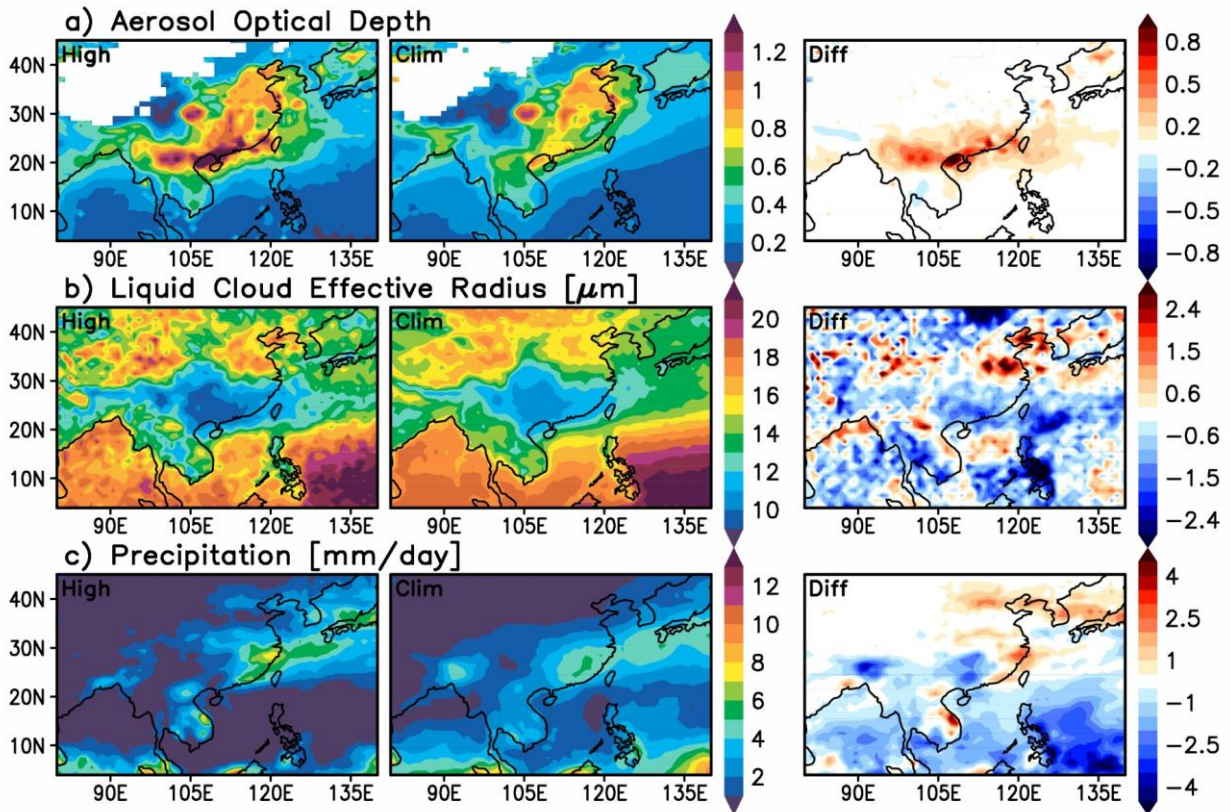 a) Aerosol Optical Depth
High
Clim
Diff
40N
30N
20N
10N
90E 105E 120E 135E
90E 105E 120E 135E
1.2
1
0.8
0.6
0.4
0.2
90E 105E 120E 135E
0.8
0.5
0.2
-0.2
-0.5
-0.8
b) Liquid Cloud Effective Radius [μm]
High
Clim
Diff
40N
30N
20N
10N
90E 105E 120E 135E
90E 105E 120E 135E
20
18
16
14
12
10
90E 105E 120E 135E
2.4
1.5
0.6
-0.6
-1.5
-2.4
c) Precipitation [mm/day]
High
Clim
Diff
40N
30N
20N
10N
90E 105E 120E 135E
90E 105E 120E 135E
12
10
8
6
4
2
90E 105E 120E 135E
4
2.5
1
-1
-2.5
-4